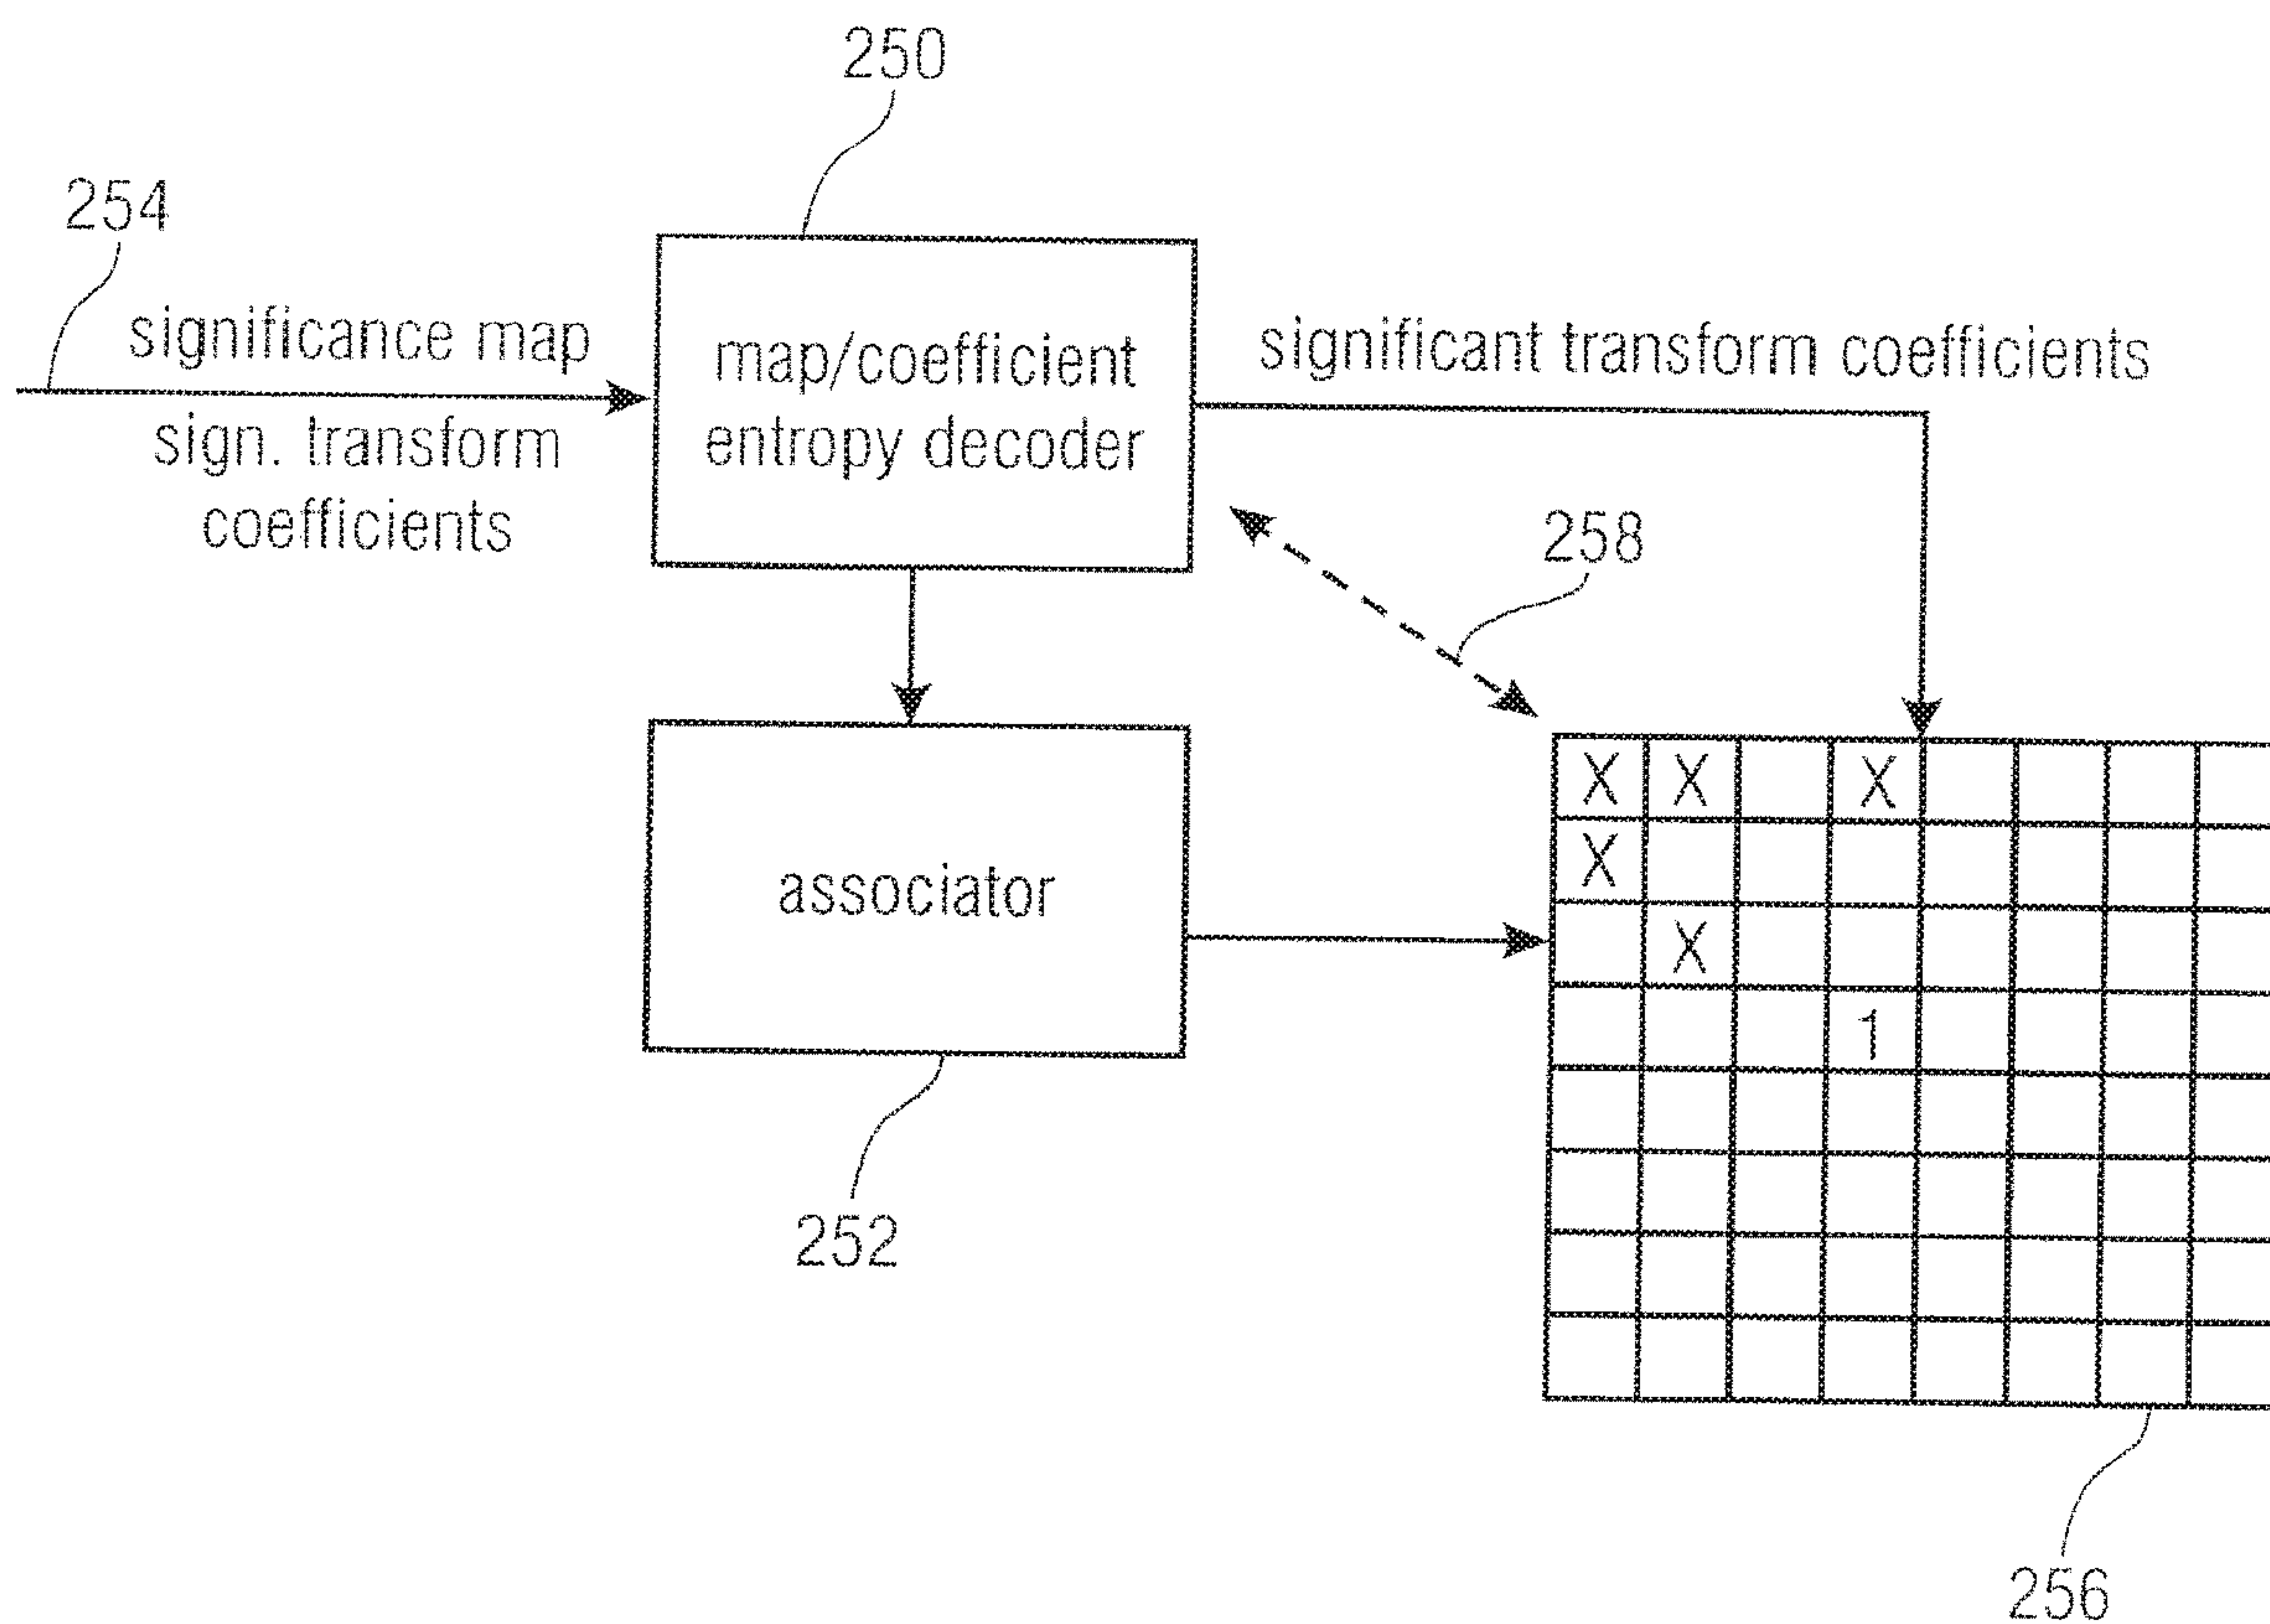 250
254
significance map
sign. transform
coefficients
map/coefficient
entropy decoder
significant transform coefficients
258
associator
X X X
X
X
1
252
256